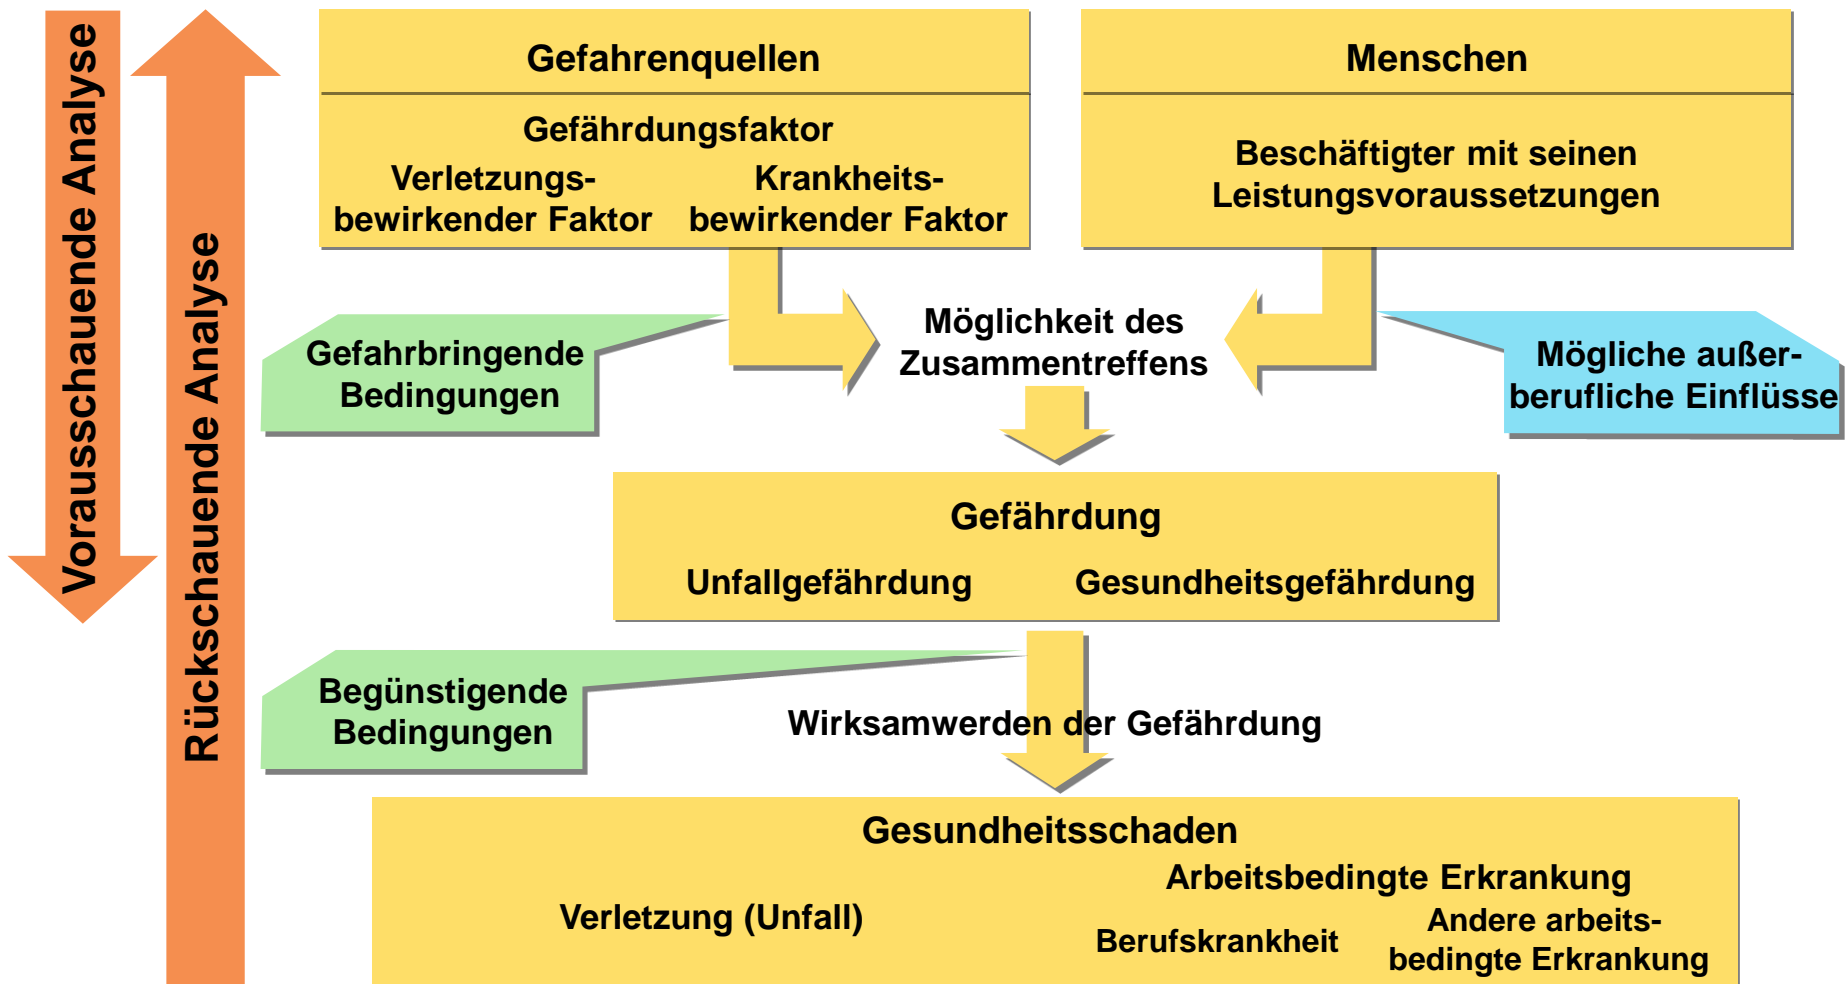 Vorausschauende Analyse
Rückschauende Analyse
Gefahrenquellen
Gefährdungsfaktor
Verletzungs-
bewirkender Faktor
Krankheits-
bewirkender Faktor
Menschen
Beschäftigter mit seinen
Leistungsvoraussetzungen
Gefahrbringende
Bedingungen
Möglichkeit des
Zusammentreffens
Mögliche außer-
berufliche Einflüsse
Gefährdung
Unfallgefährdung
Gesundheitsgefährdung
Begünstigende
Bedingungen
Wirksamwerden der Gefährdung
Gesundheitsschaden
Verletzung (Unfall)
Arbeitsbedingte Erkrankung
Berufskrankheit
Andere arbeits-
bedingte Erkrankung